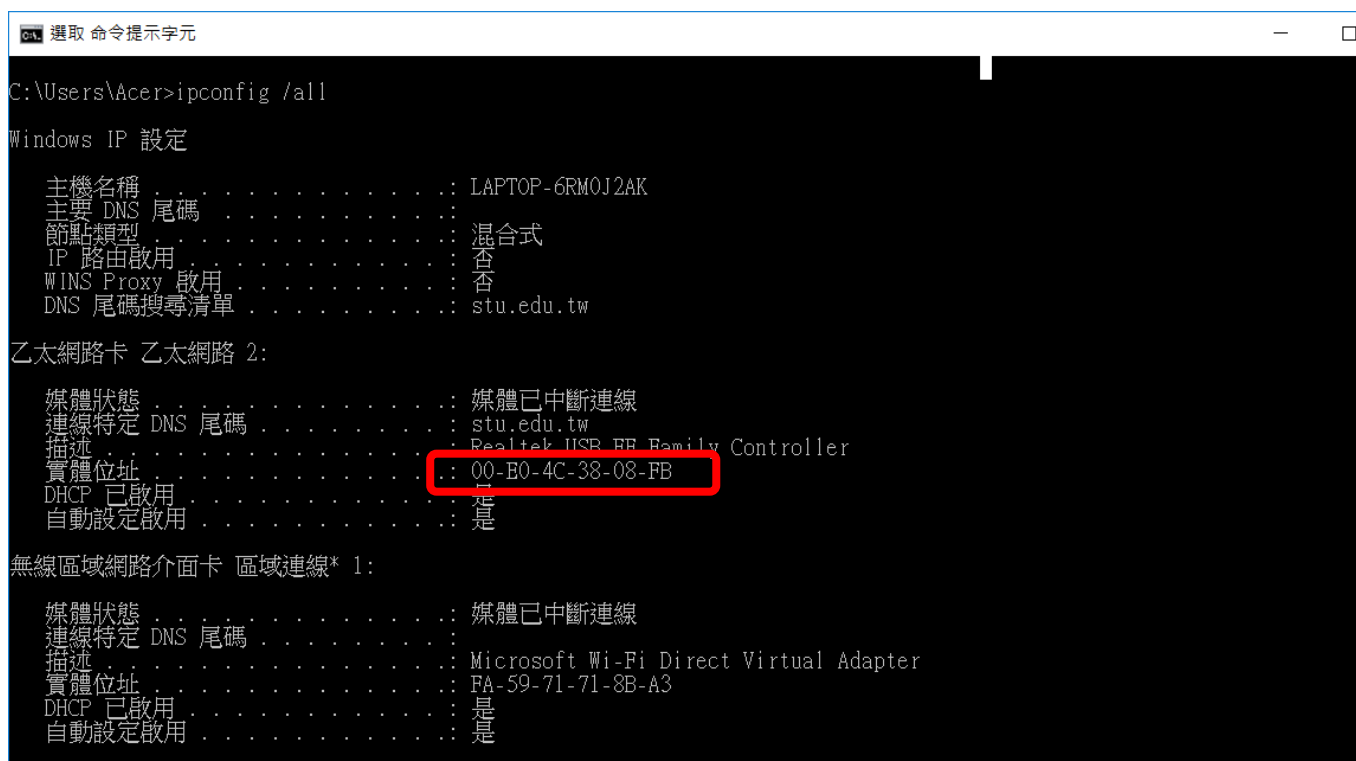 選取 命令提示字元
C:\Users\Acer>ipconfig /all
Windows IP 設定
主機名稱 . . . . . . . . . . . . .: LAPTOP-6RM0J2AK
主要 DNS 尾碼 . . . . . . . . . .:
節點類型 . . . . . . . . . . . . .: 混合式
IP 路由啟用 . . . . . . . . . . . : 否
WINS Proxy 啟用 . . . . . . . . . : 否
DNS 尾碼搜尋清單 . . . . . . . . .: stu.edu.tw
乙太網路卡 乙太網路 2:
媒體狀態 . . . . . . . . . . . . .: 媒體已中斷連線
連線特定 DNS 尾碼 . . . . . . . . : stu.edu.tw
描述 . . . . . . . . . . . . . . .: Realtek USB FE Family Controller
實體位址 . . . . . . . . . . . . .: 00-E0-4C-38-08-FB
DHCP 已啟用 . . . . . . . . . . . : 是
自動設定啟用 . . . . . . . . . . .: 是
無線區域網路介面卡 區域連線* 1:
媒體狀態 . . . . . . . . . . . . .: 媒體已中斷連線
連線特定 DNS 尾碼 . . . . . . . . :
描述 . . . . . . . . . . . . . . .: Microsoft Wi-Fi Direct Virtual Adapter
實體位址 . . . . . . . . . . . . .: FA-59-71-71-8B-A3
DHCP 已啟用 . . . . . . . . . . . : 是
自動設定啟用 . . . . . . . . . . .: 是